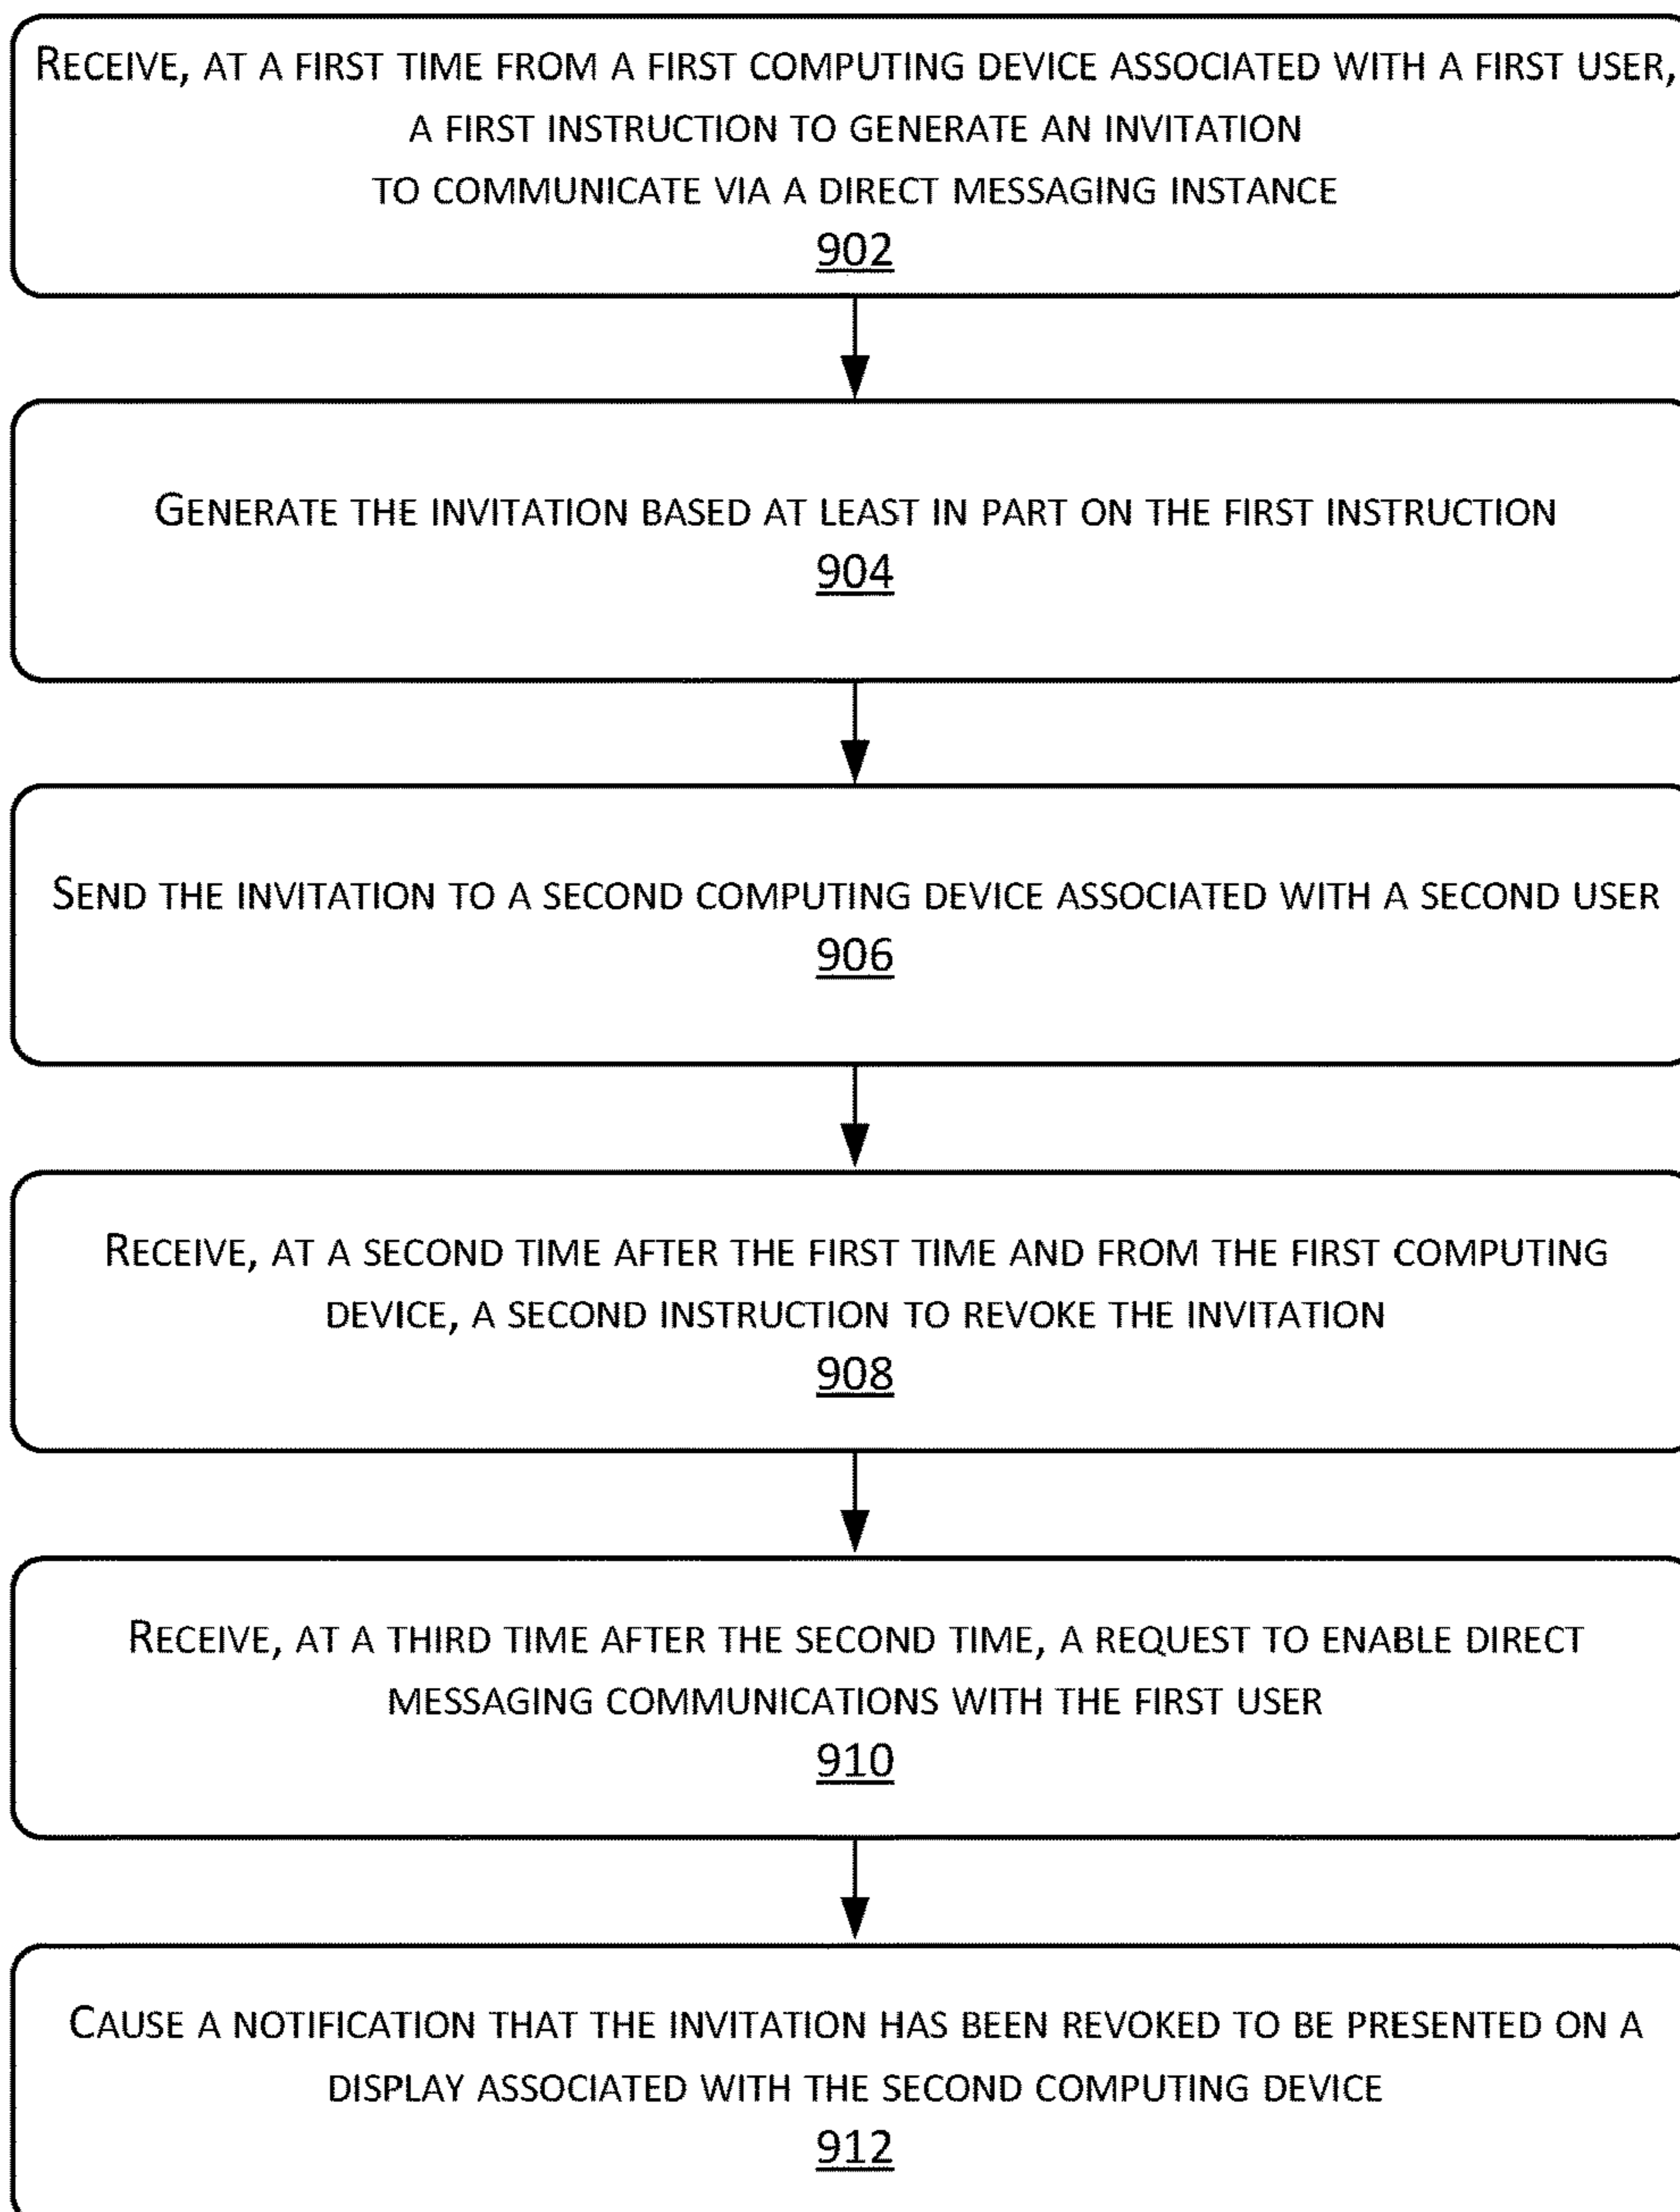 RECEIVE, AT A FIRST TIME FROM A FIRST COMPUTING DEVICE ASSOCIATED WITH A FIRST USER,
A FIRST INSTRUCTION TO GENERATE AN INVITATION
TO COMMUNICATE VIA A DIRECT MESSAGING INSTANCE
902
GENERATE THE INVITATION BASED AT LEAST IN PART ON THE FIRST INSTRUCTION
904
SEND THE INVITATION TO A SECOND COMPUTING DEVICE ASSOCIATED WITH A SECOND USER
906
RECEIVE, AT A SECOND TIME AFTER THE FIRST TIME AND FROM THE FIRST COMPUTING
DEVICE, A SECOND INSTRUCTION TO REVOKE THE INVITATION
908
RECEIVE, AT A THIRD TIME AFTER THE SECOND TIME, A REQUEST TO ENABLE DIRECT
MESSAGING COMMUNICATIONS WITH THE FIRST USER
910
CAUSE A NOTIFICATION THAT THE INVITATION HAS BEEN REVOKED TO BE PRESENTED ON A
DISPLAY ASSOCIATED WITH THE SECOND COMPUTING DEVICE
912